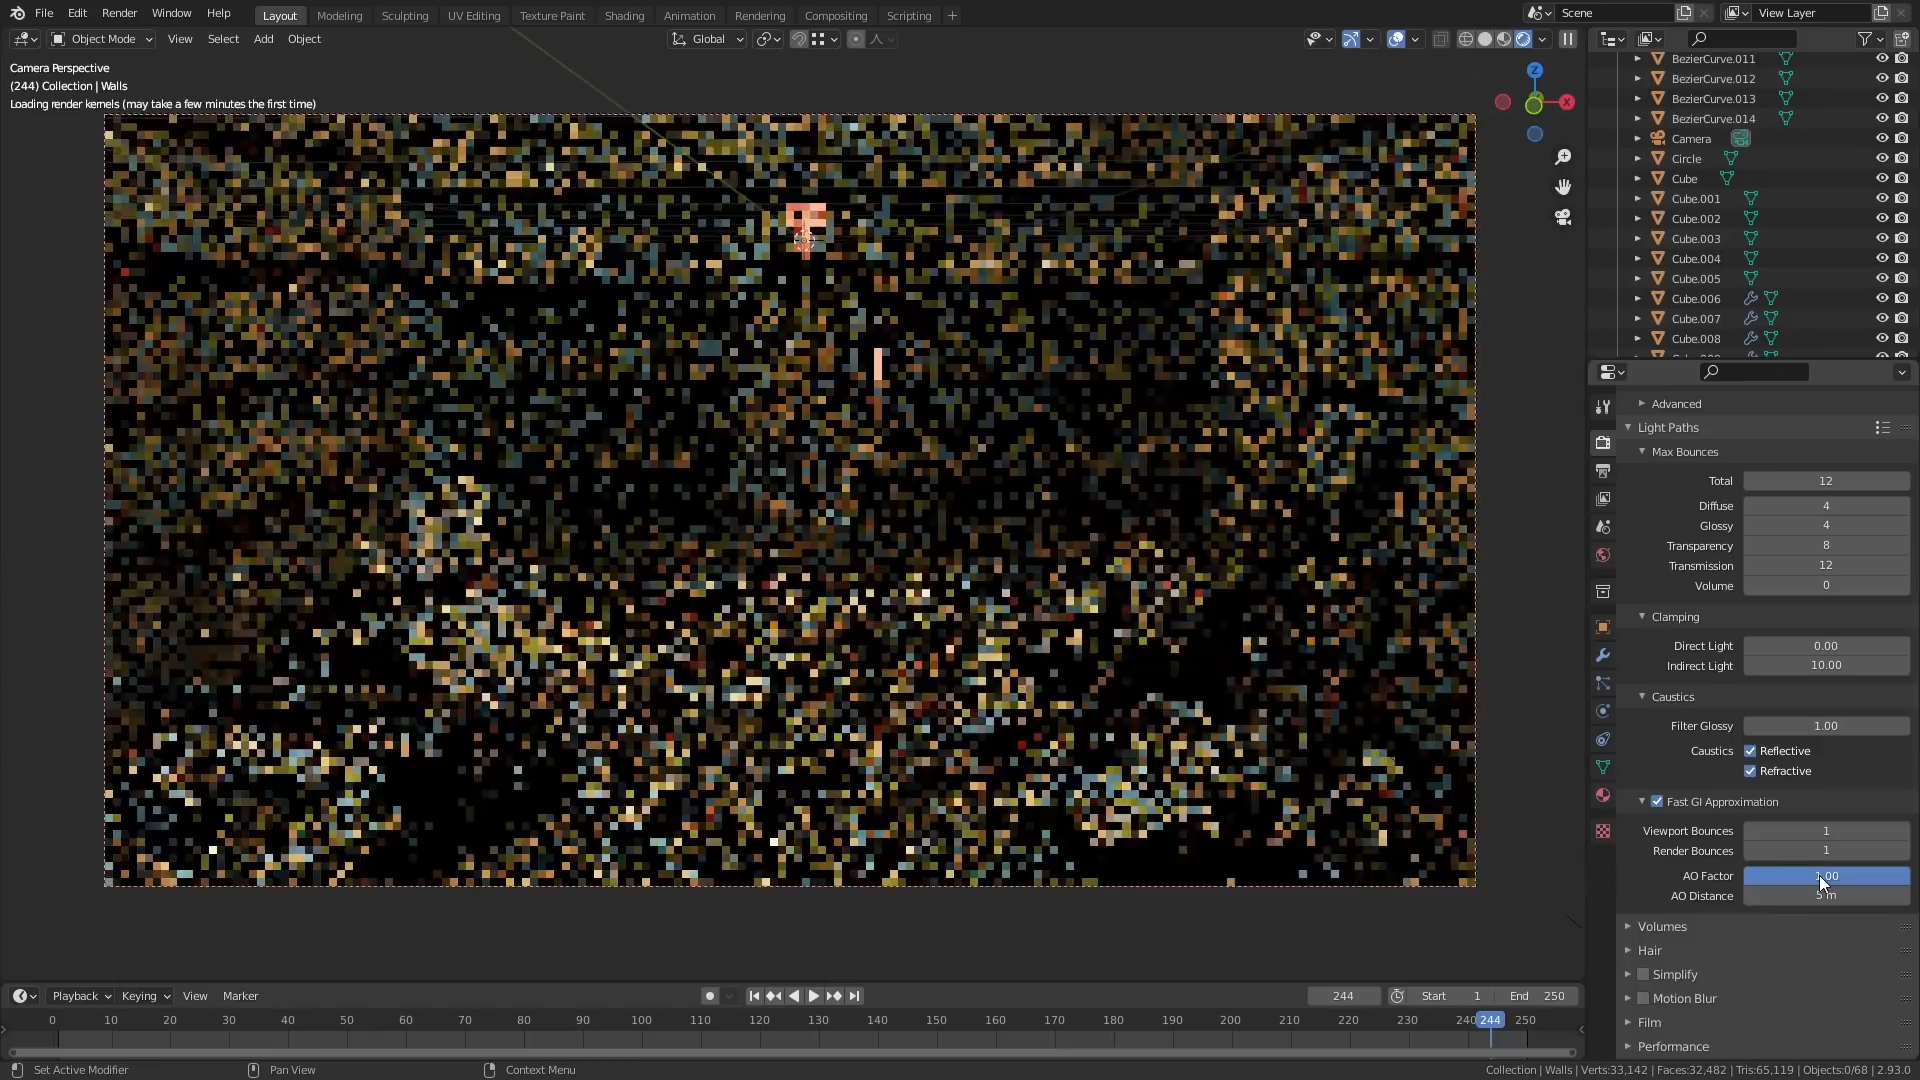 File Edit Render Window Help Layout Modeling Sculpting UV Editing Texture Paint Shading Animation Rendering Compositing Scripting + Scene View Layer
Object Mode View Select Add Object Global
Camera Perspective
(244) Collection | Walls
Loading render kernels (may take a few minutes the first time)
Z
X
BezierCurve.011
BezierCurve.012
BezierCurve.013
BezierCurve.014
Camera
Circle
Cube
Cube.001
Cube.002
Cube.003
Cube.004
Cube.005
Cube.006
Cube.007
Cube.008
Advanced
Light Paths
Max Bounces
Total 12
Diffuse 4
Glossy 4
Transparency 8
Transmission 12
Volume 0
Clamping
Direct Light 0.00
Indirect Light 10.00
Caustics
Filter Glossy 1.00
Caustics Reflective
Refractive
Fast GI Approximation
Viewport Bounces 1
Render Bounces 1
AO Factor 1.00
AO Distance 5 m
Volumes
Hair
Simplify
Motion Blur
Film
Performance
Playback Keying View Marker 244 Start 1 End 250
0 10 20 30 40 50 60 70 80 90 100 110 120 130 140 150 160 170 180 190 200 210 220 230 240 244 250
Set Active Modifier Pan View Context Menu Collection | Walls | Verts:33,142 | Faces:32,482 | Tris:65,119 | Objects:0/68 | 2.93.0